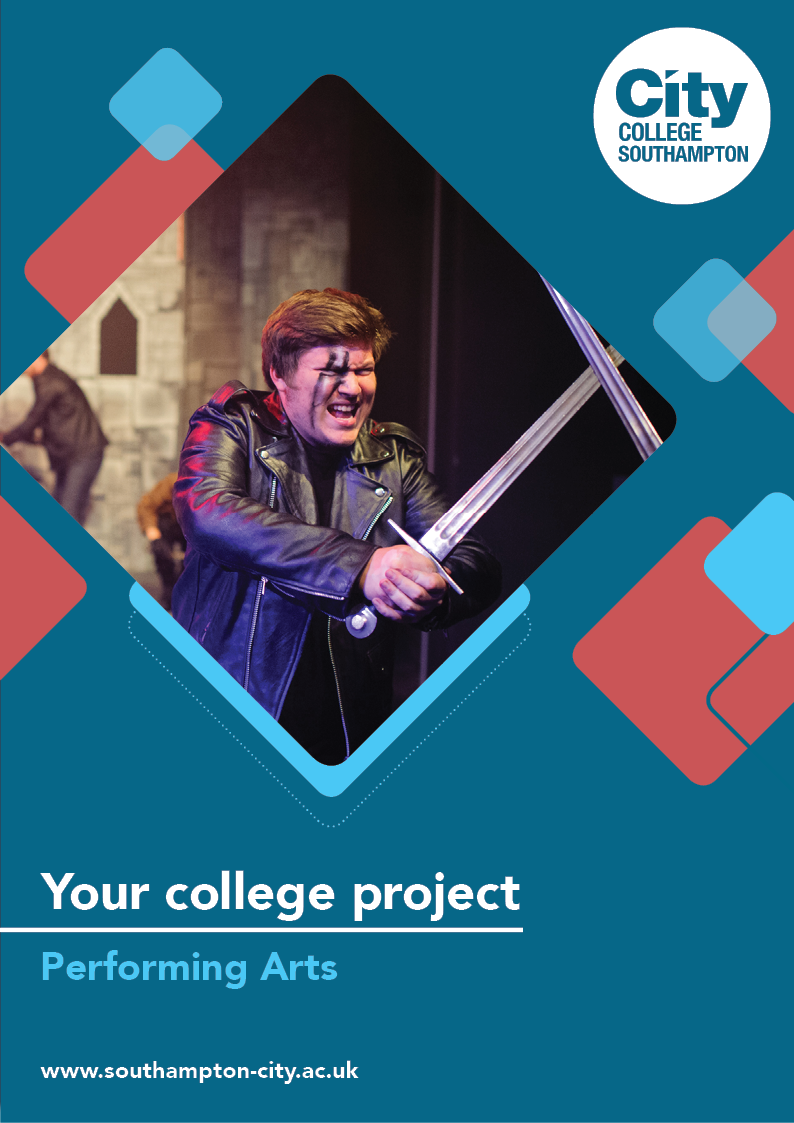 City
COLLEGE
SOUTHAMPTON
Your college project
Performing Arts
www.southampton-city.ac.uk